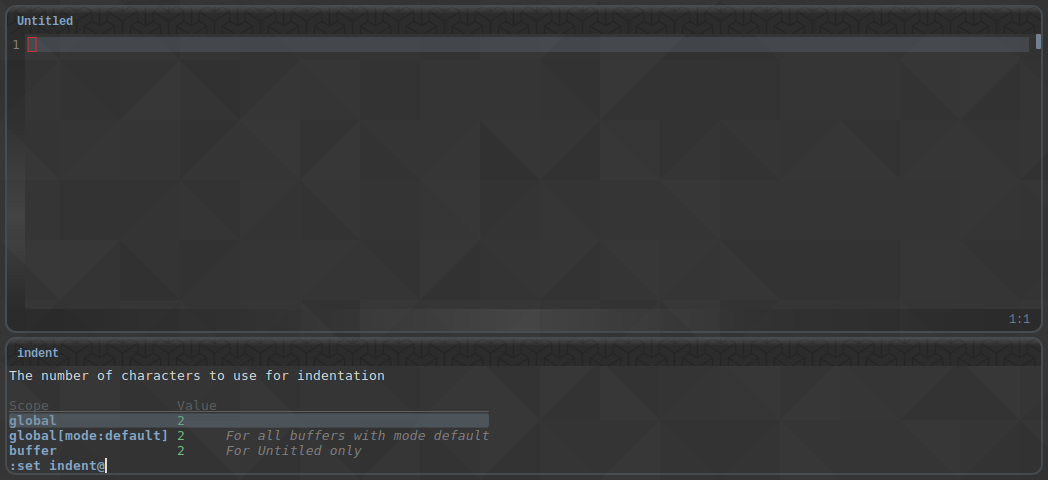 Untitled
1
1:1
indent
The number of characters to use for indentation
Scope Value
global 2
global[mode:default] 2 For all buffers with mode default
buffer 2 For Untitled only
:set indent@